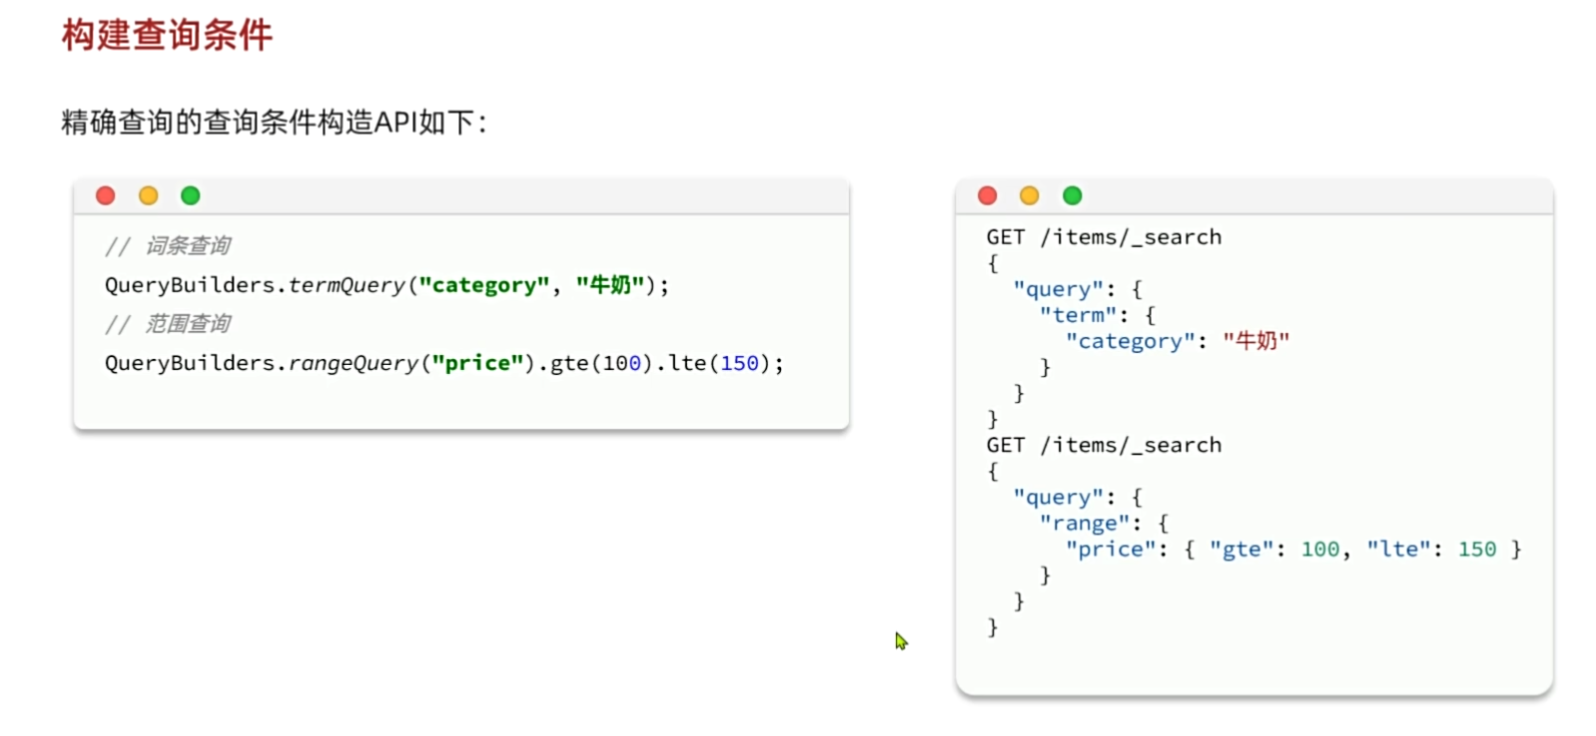 构建查询条件
精确查询的查询条件构造API如下：
// 词条查询
QueryBuilders.termQuery("category", "牛奶");
// 范围查询
QueryBuilders.rangeQuery("price").gte(100).lte(150);
GET /items/_search
{
  "query": {
    "term": {
      "category": "牛奶"
    }
  }
}
GET /items/_search
{
  "query": {
    "range": {
      "price": { "gte": 100, "lte": 150 }
    }
  }
}